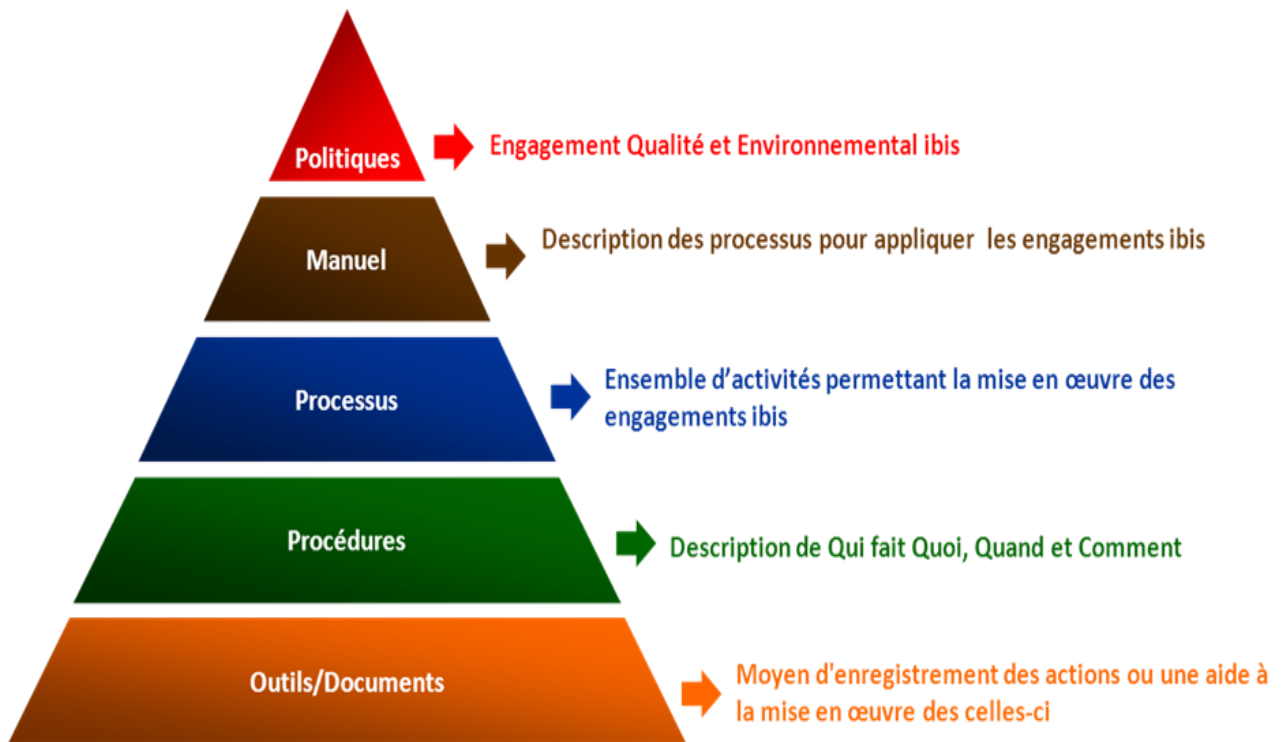 Politiques
Engagement Qualité et Environnemental ibis
Manuel
Description des processus pour appliquer les engagements ibis
Processus
Ensemble d’activités permettant la mise en œuvre des
engagements ibis
Procédures
Description de Qui fait Quoi, Quand et Comment
Outils/Documents
Moyen d'enregistrement des actions ou une aide à
la mise en œuvre des celles-ci